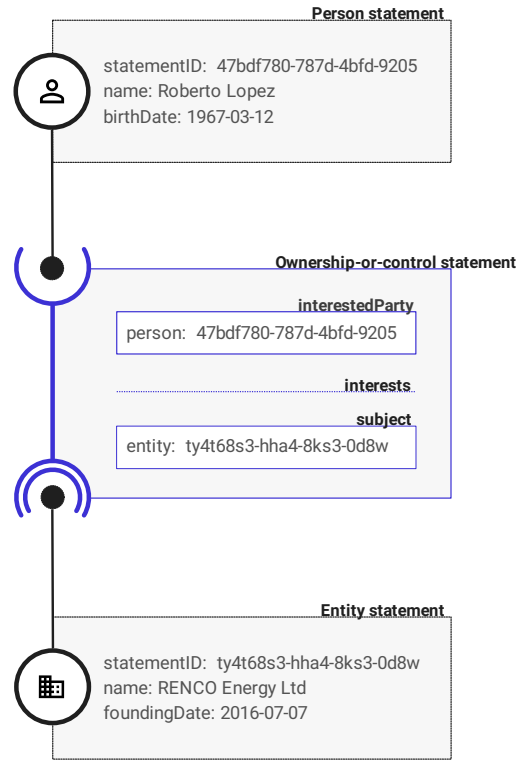 Person statement
statementID: 47bdf780-787d-4bfd-9205
name: Roberto Lopez
birthDate: 1967-03-12
Ownership-or-control statement
interestedParty
person: 47bdf780-787d-4bfd-9205
interests
subject
entity: ty4t68s3-hha4-8ks3-0d8w
Entity statement
statementID: ty4t68s3-hha4-8ks3-0d8w
name: RENCO Energy Ltd
foundingDate: 2016-07-07